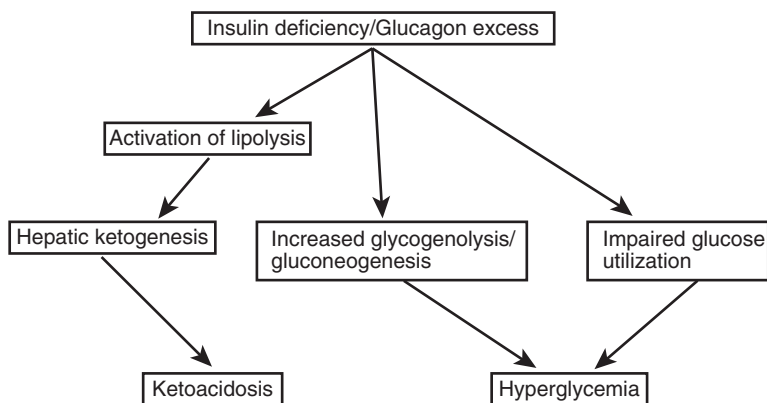 Insulin deficiency/Glucagon excess
Activation of lipolysis
Hepatic ketogenesis
Increased glycogenolysis/
gluconeogenesis
Impaired glucose
utilization
Ketoacidosis
Hyperglycemia